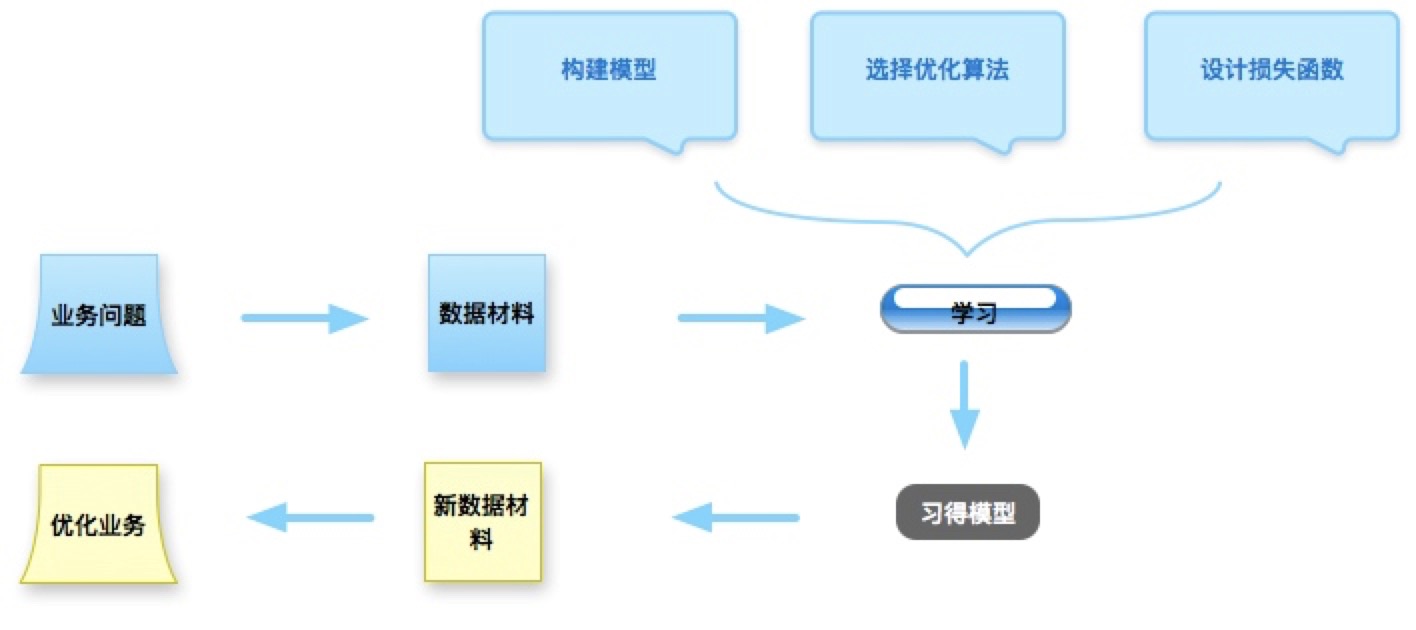 构建模型
选择优化算法
设计损失函数
业务问题
数据材料
学习
优化业务
新数据材
料
习得模型